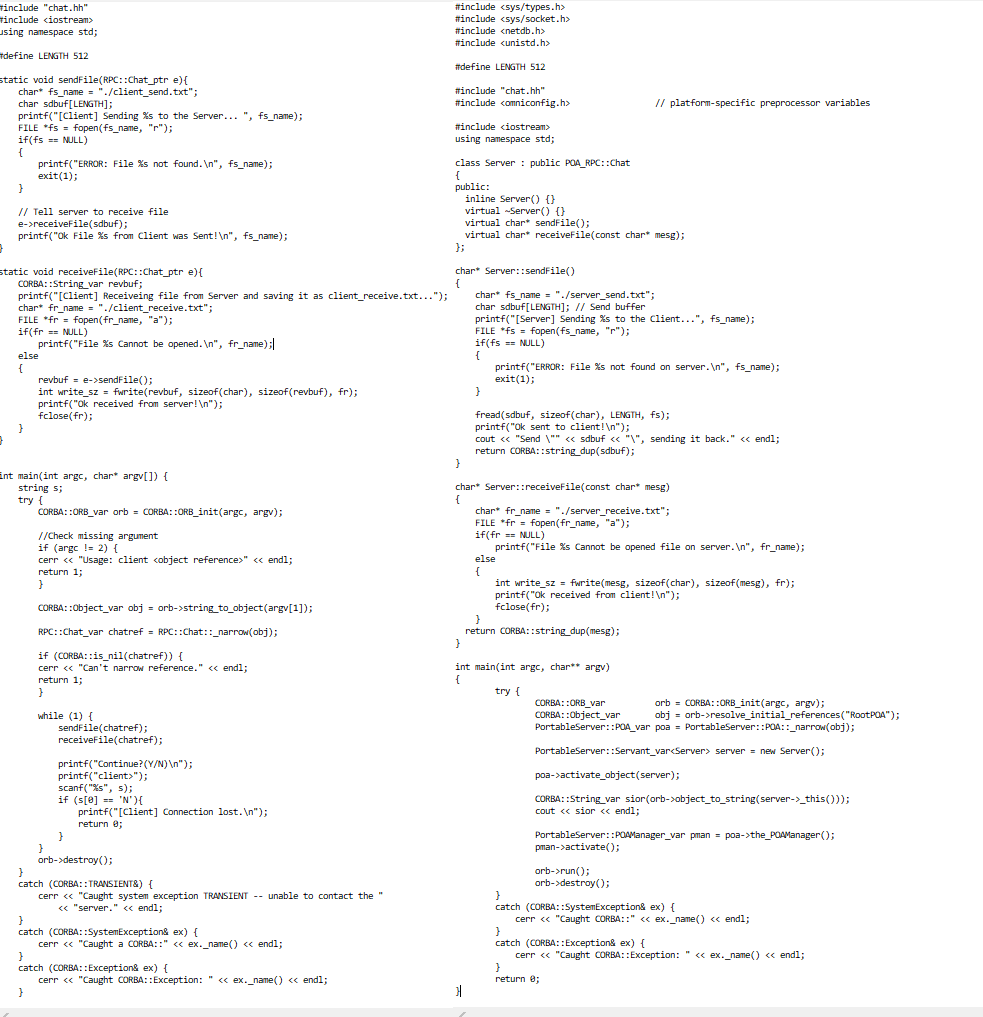 #include "chat.hh"
#include <iostream>
using namespace std;

#define LENGTH 512

static void sendFile(RPC::Chat_ptr e){
    char* fs_name = "./client_send.txt";
    char sdbuf[LENGTH];
    printf("[Client] Sending %s to the Server... ", fs_name);
    FILE *fs = fopen(fs_name, "r");
    if(fs == NULL)
    {
        printf("ERROR: File %s not found.\n", fs_name);
        exit(1);
    }

    // Tell server to receive file
    e->receiveFile(sdbuf);
    printf("Ok File %s from Client was Sent!\n", fs_name);
}

static void receiveFile(RPC::Chat_ptr e){
    CORBA::String_var revbuf;
    printf("[Client] Receiveing file from Server and saving it as client_receive.txt...");
    char* fr_name = "./client_receive.txt";
    FILE *fr = fopen(fr_name, "a");
    if(fr == NULL)
        printf("File %s Cannot be opened.\n", fr_name);
    else
    {
        revbuf = e->sendFile();
        int write_sz = fwrite(revbuf, sizeof(char), sizeof(revbuf), fr);
        printf("Ok received from server!\n");
        fclose(fr);
    }
}

int main(int argc, char* argv[]) {
    string s;
    try {
        CORBA::ORB_var orb = CORBA::ORB_init(argc, argv);

        //Check missing argument
        if (argc != 2) {
        cerr << "Usage: client <object reference>" << endl;
        return 1;
        }

        CORBA::Object_var obj = orb->string_to_object(argv[1]);

        RPC::Chat_var chatref = RPC::Chat::_narrow(obj);

        if (CORBA::is_nil(chatref)) {
        cerr << "Can't narrow reference." << endl;
        return 1;
        }

        while (1) {
            sendFile(chatref);
            receiveFile(chatref);

            printf("Continue?(Y/N)\n");
            printf("client>");
            scanf("%s", s);
            if (s[0] == 'N'){
                printf("[Client] Connection lost.\n");
                return 0;
            }
        }
        orb->destroy();
    }
    catch (CORBA::TRANSIENT&) {
        cerr << "Caught system exception TRANSIENT -- unable to contact the "
            << "server." << endl;
    }
    catch (CORBA::SystemException& ex) {
        cerr << "Caught a CORBA::" << ex._name() << endl;
    }
    catch (CORBA::Exception& ex) {
        cerr << "Caught CORBA::Exception: " << ex._name() << endl;
    }

#include <sys/types.h>
#include <sys/socket.h>
#include <netdb.h>
#include <unistd.h>

#define LENGTH 512

#include "chat.hh"
#include <omniconfig.h>                 // platform-specific preprocessor variables

#include <iostream>
using namespace std;

class Server : public POA_RPC::Chat
{
public:
  inline Server() {}
  virtual ~Server() {}
  virtual char* sendFile();
  virtual char* receiveFile(const char* mesg);
};

char* Server::sendFile()
{
    char* fs_name = "./server_send.txt";
    char sdbuf[LENGTH]; // Send buffer
    printf("[Server] Sending %s to the Client...", fs_name);
    FILE *fs = fopen(fs_name, "r");
    if(fs == NULL)
    {
        printf("ERROR: File %s not found on server.\n", fs_name);
        exit(1);
    }

    fread(sdbuf, sizeof(char), LENGTH, fs);
    printf("Ok sent to client!\n");
    cout << "Send \"" << sdbuf << "\", sending it back." << endl;
    return CORBA::string_dup(sdbuf);
}

char* Server::receiveFile(const char* mesg)
{
    char* fr_name = "./server_receive.txt";
    FILE *fr = fopen(fr_name, "a");
    if(fr == NULL)
        printf("File %s Cannot be opened file on server.\n", fr_name);
    else
    {
        int write_sz = fwrite(mesg, sizeof(char), sizeof(mesg), fr);
        printf("Ok received from client!\n");
        fclose(fr);
    }
  return CORBA::string_dup(mesg);
}

int main(int argc, char** argv)
{
        try {
                CORBA::ORB_var          orb = CORBA::ORB_init(argc, argv);
                CORBA::Object_var       obj = orb->resolve_initial_references("RootPOA");
                PortableServer::POA_var poa = PortableServer::POA::_narrow(obj);

                PortableServer::Servant_var<Server> server = new Server();

                poa->activate_object(server);

                CORBA::String_var sior(orb->object_to_string(server->_this()));
                cout << sior << endl;

                PortableServer::POAManager_var pman = poa->the_POAManager();
                pman->activate();

                orb->run();
                orb->destroy();
        }
        catch (CORBA::SystemException& ex) {
            cerr << "Caught CORBA::" << ex._name() << endl;
        }
        catch (CORBA::Exception& ex) {
            cerr << "Caught CORBA::Exception: " << ex._name() << endl;
        }
        return 0;
}